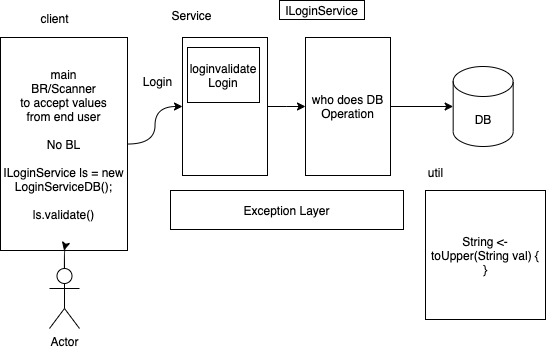 client
Service
ILoginService
main
BR/Scanner
to accept values
from end user
No BL
ILoginService ls = new
LoginServiceDB();
ls.validate()
Login
loginvalidate
Login
who does DB
Operation
DB
Exception Layer
util
String <-
toUpper(String val) {
}
Actor